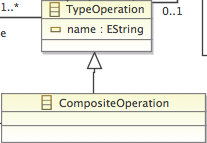 1..*
TypeOperation
0..1
e
name : EString
CompositeOperation